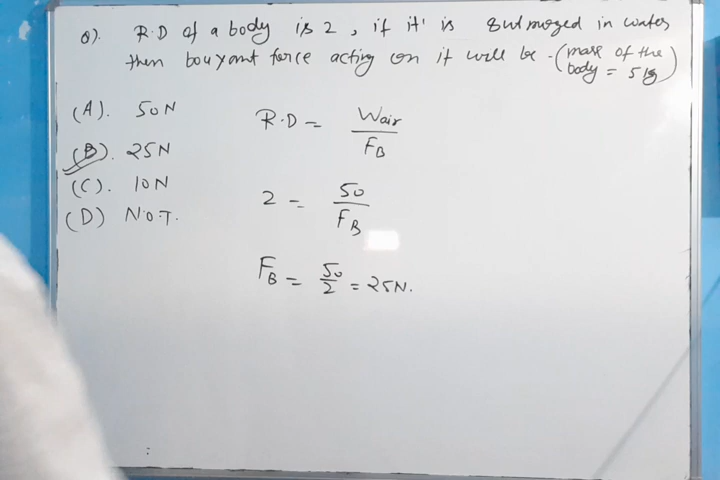 Q). R.D of a body is 2, if it is submerged in water
then bouyant force acting on it will be - (mass of the
body = 5 kg)
(A). 50N
(B). 25N
(C). 10N
(D) N.O.T.
R.D = Wair / FB
2 = 50 / FB
FB = 50 / 2 = 25N.